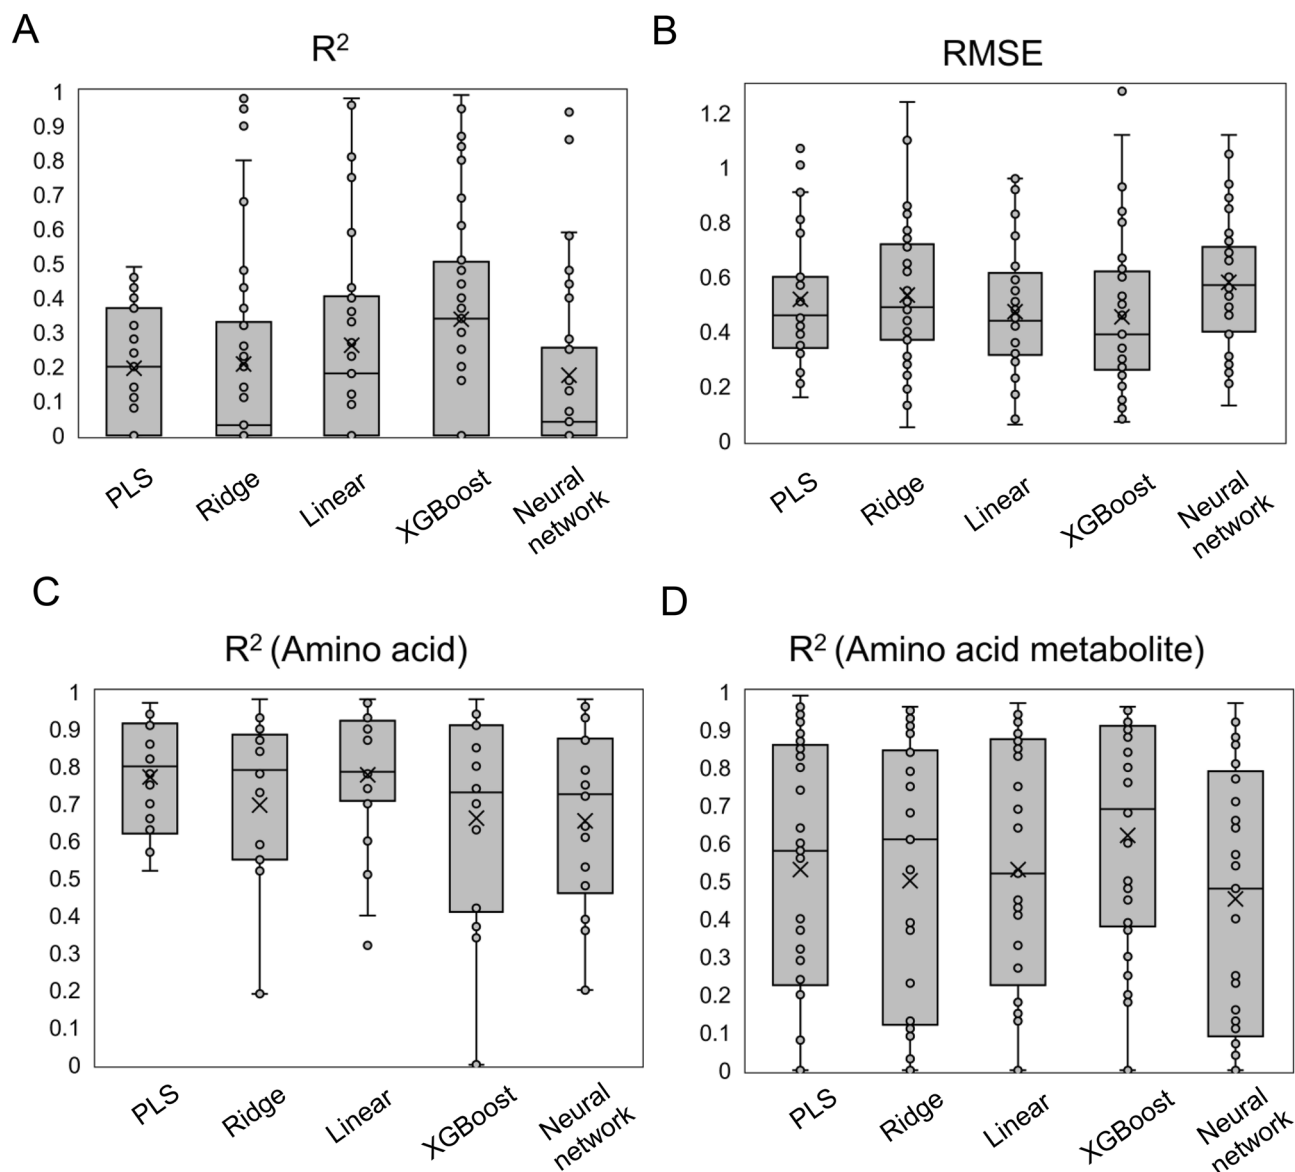 A
R²
1
0.9
0.8
0.7
0.6
0.5
0.4
0.3
0.2
0.1
0
PLS
Ridge
Linear
XGBoost
Neural
network
B
RMSE
1.2
1
0.8
0.6
0.4
0.2
0
PLS
Ridge
Linear
XGBoost
Neural
network
C
R² (Amino acid)
1
0.9
0.8
0.7
0.6
0.5
0.4
0.3
0.2
0.1
0
PLS
Ridge
Linear
XGBoost
Neural
network
D
R² (Amino acid metabolite)
1
0.9
0.8
0.7
0.6
0.5
0.4
0.3
0.2
0.1
0
PLS
Ridge
Linear
XGBoost
Neural
network